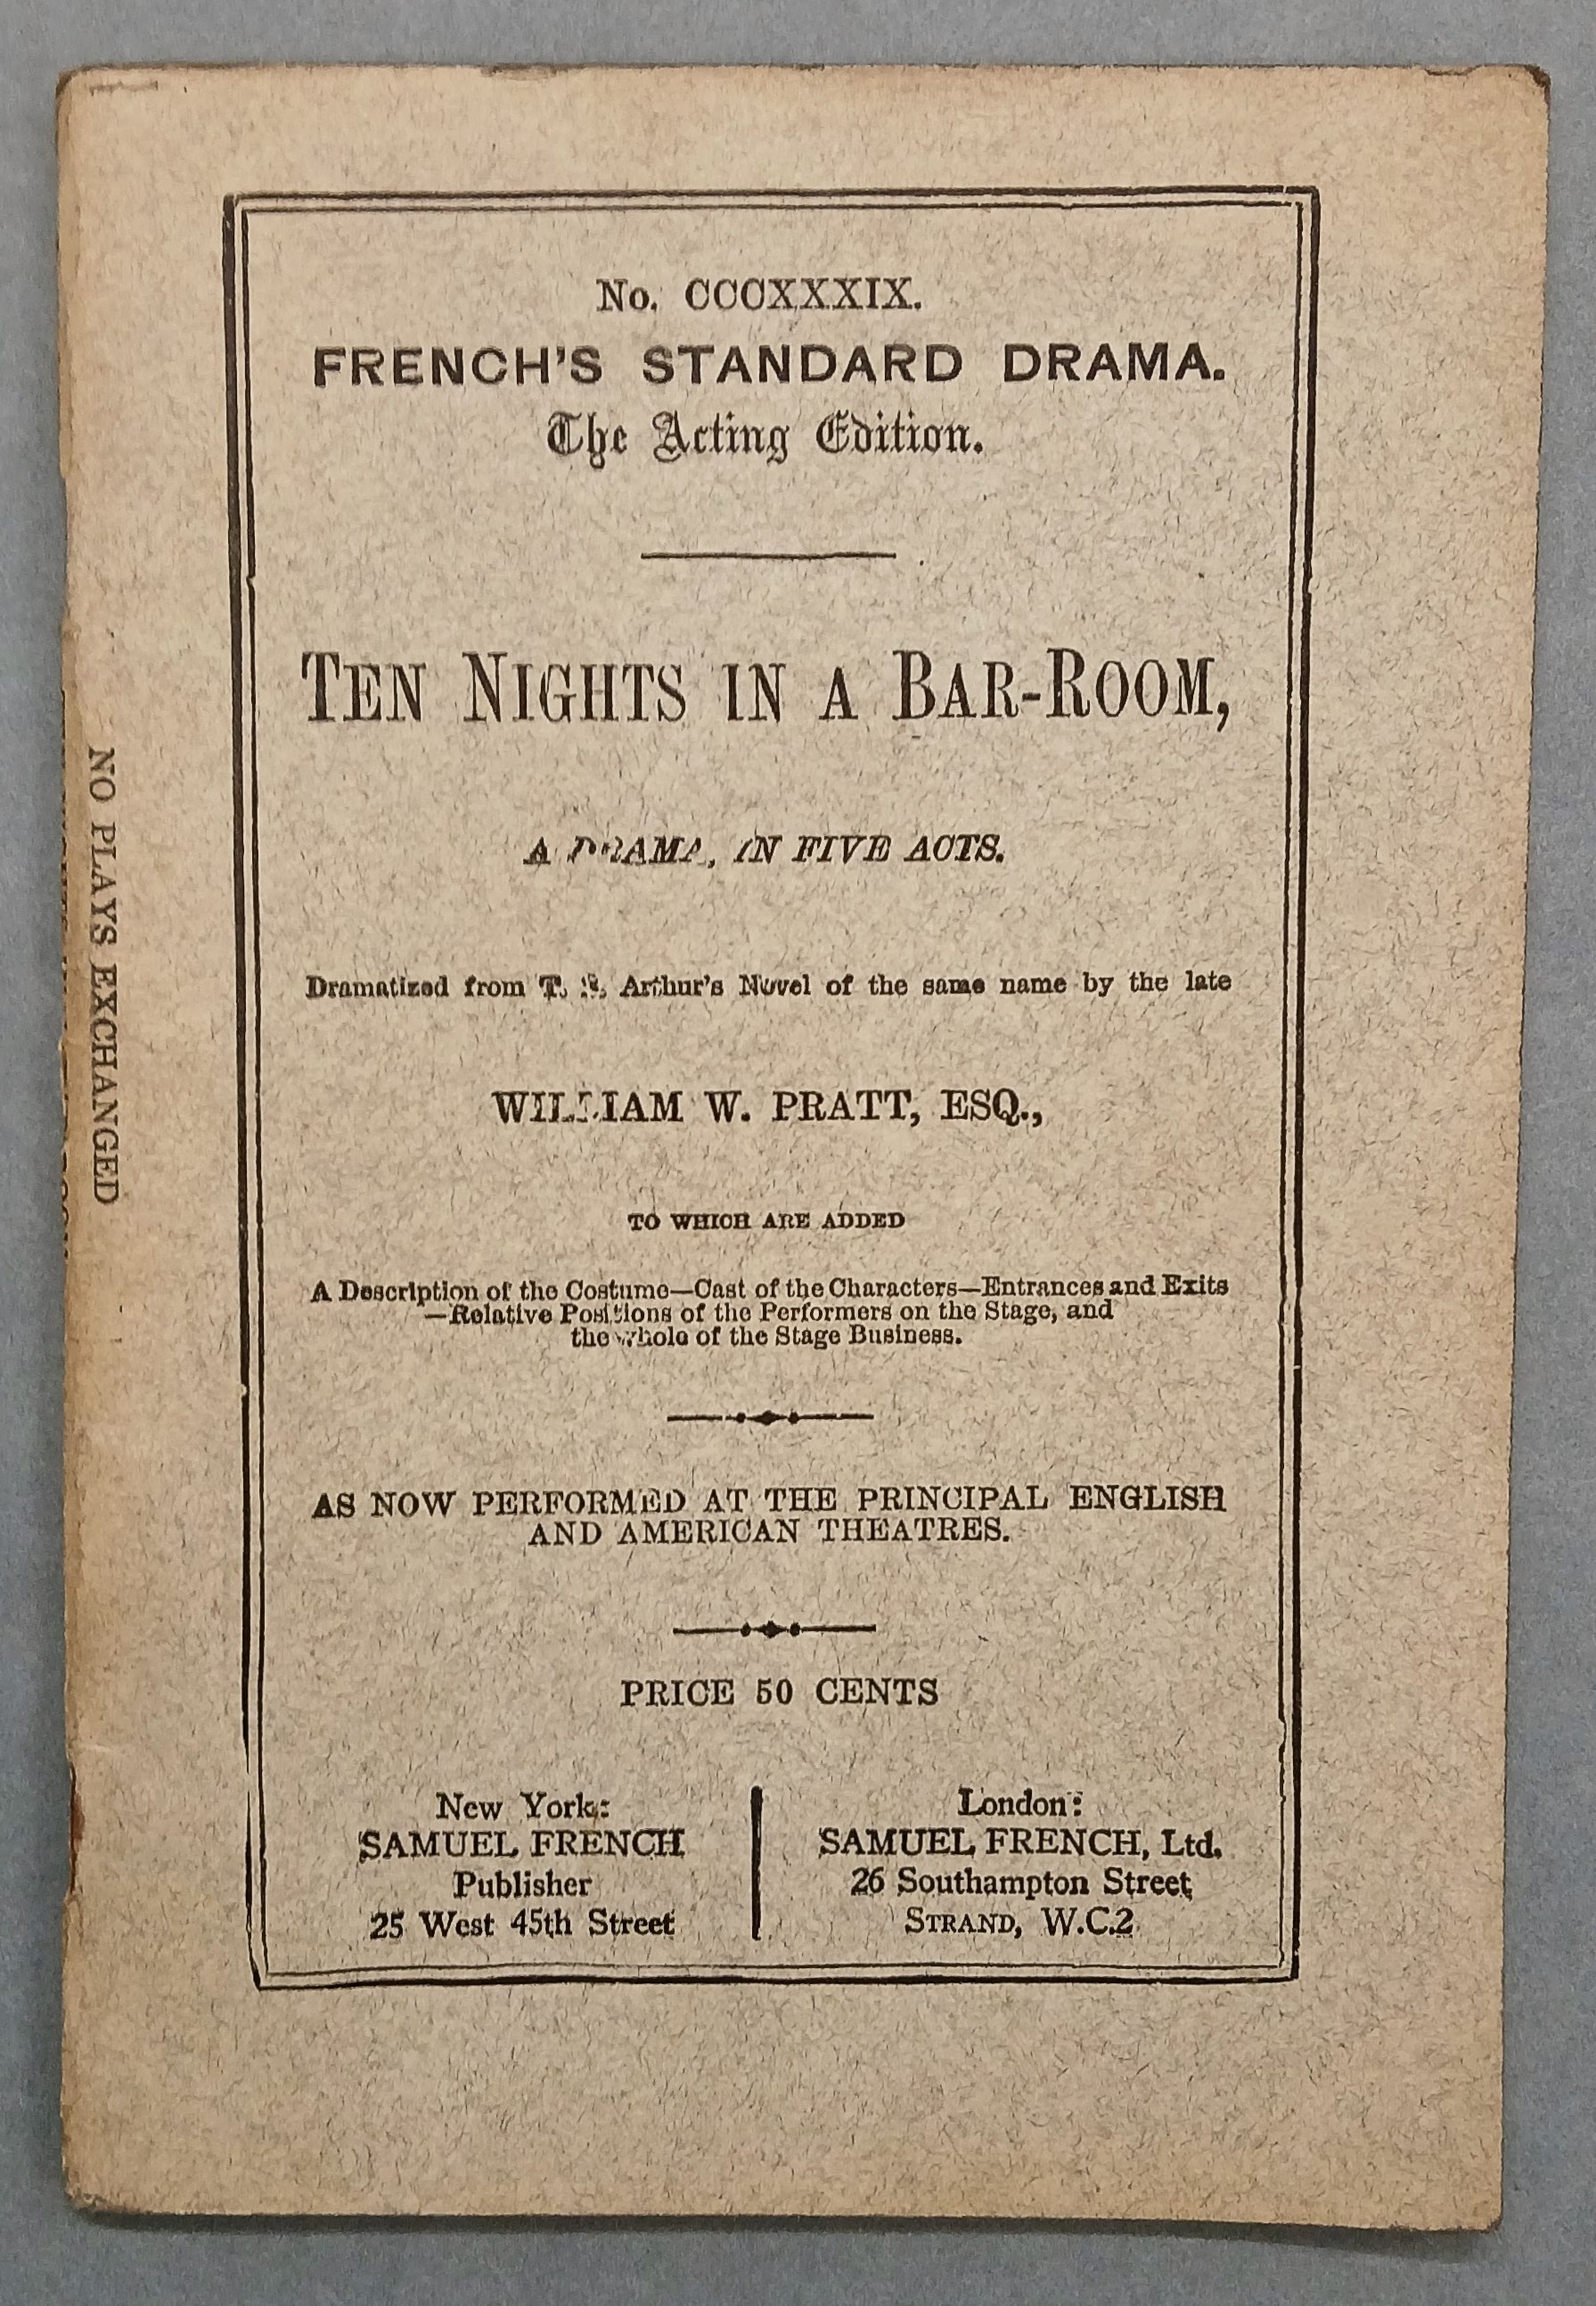 No. CCCXXXIX.
FRENCH'S STANDARD DRAMA.
The Acting Edition.
TEN NIGHTS IN A BAR-ROOM,
A DRAMA, IN FIVE ACTS.
Dramatized from T. S. Arthur's Novel of the same name by the late
WILLIAM W. PRATT, ESQ.,
TO WHICH ARE ADDED
A Description of the Costume—Cast of the Characters—Entrances and Exits
—Relative Positions of the Performers on the Stage, and
the whole of the Stage Business.
AS NOW PERFORMED AT THE PRINCIPAL ENGLISH
AND AMERICAN THEATRES.
PRICE 50 CENTS
New York:
SAMUEL FRENCH
Publisher
25 West 45th Street
London:
SAMUEL FRENCH, Ltd.
26 Southampton Street
STRAND, W.C.2
NO PLAYS EXCHANGED